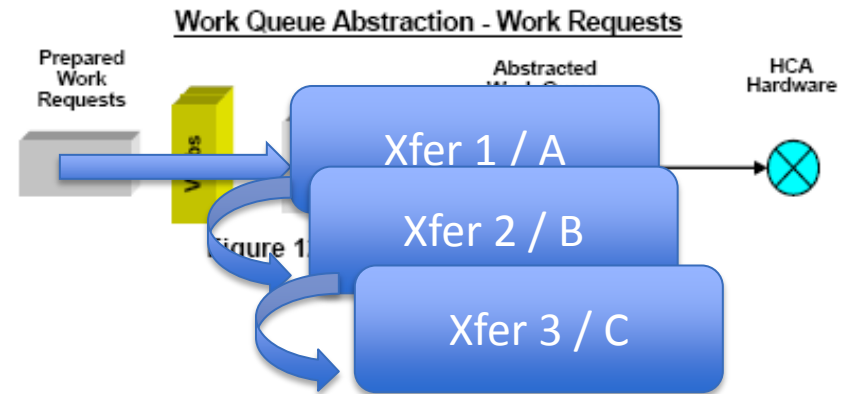 Work Queue Abstraction - Work Requests
Prepared
Work
Requests
Abstracted
HCA
Hardware
Xfer 1 / A
Xfer 2 / B
Xfer 3 / C